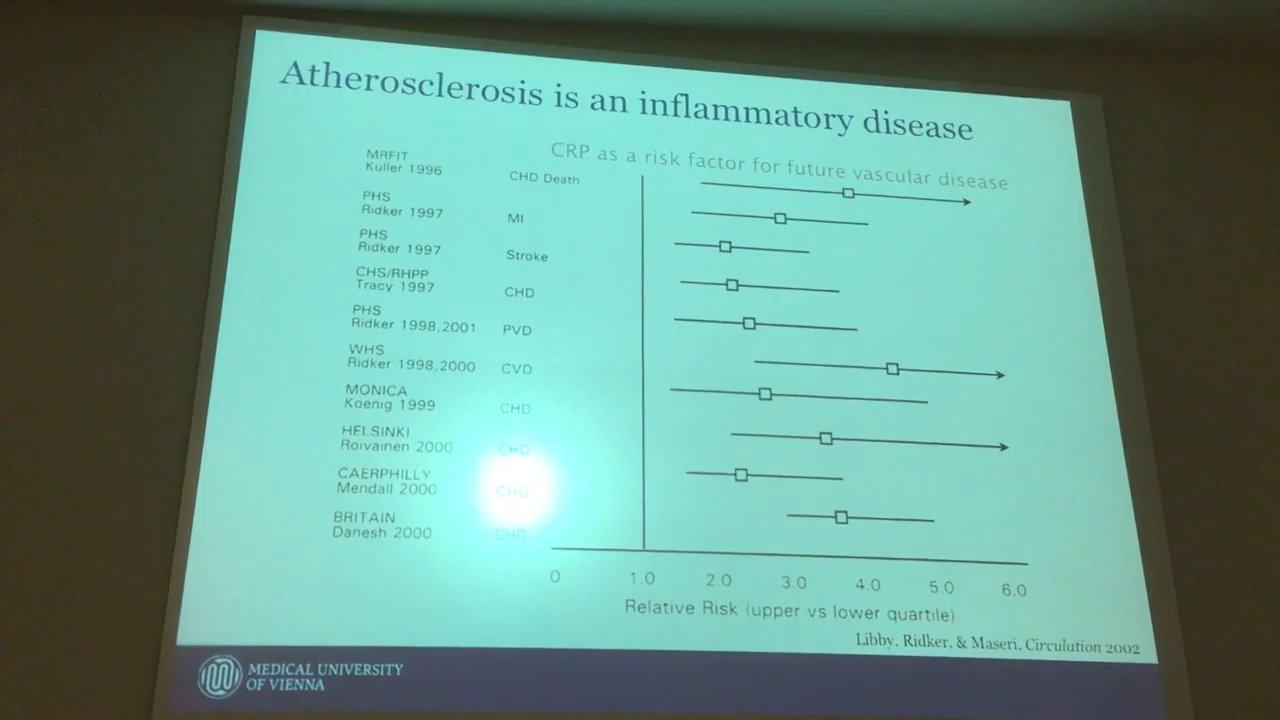 Atherosclerosis is an inflammatory disease
CRP as a risk factor for future vascular disease
MRFIT
Kuller 1996
CHD Death
PHS
Ridker 1997
MI
PHS
Ridker 1997
Stroke
CHS/RHPP
Tracy 1997
CHD
PHS
Ridker 1998,2001
PVD
WHS
Ridker 1998,2000
CVD
MONICA
Koenig 1999
CHD
HELSINKI
Roivainen 2000
CHD
CAERPHILLY
Mendall 2000
CHD
BRITAIN
Danesh 2000
CHD
0 1.0 2.0 3.0 4.0 5.0 6.0
Relative Risk (upper vs lower quartile)
Libby, Ridker, & Maseri, Circulation 2002
MEDICAL UNIVERSITY
OF VIENNA